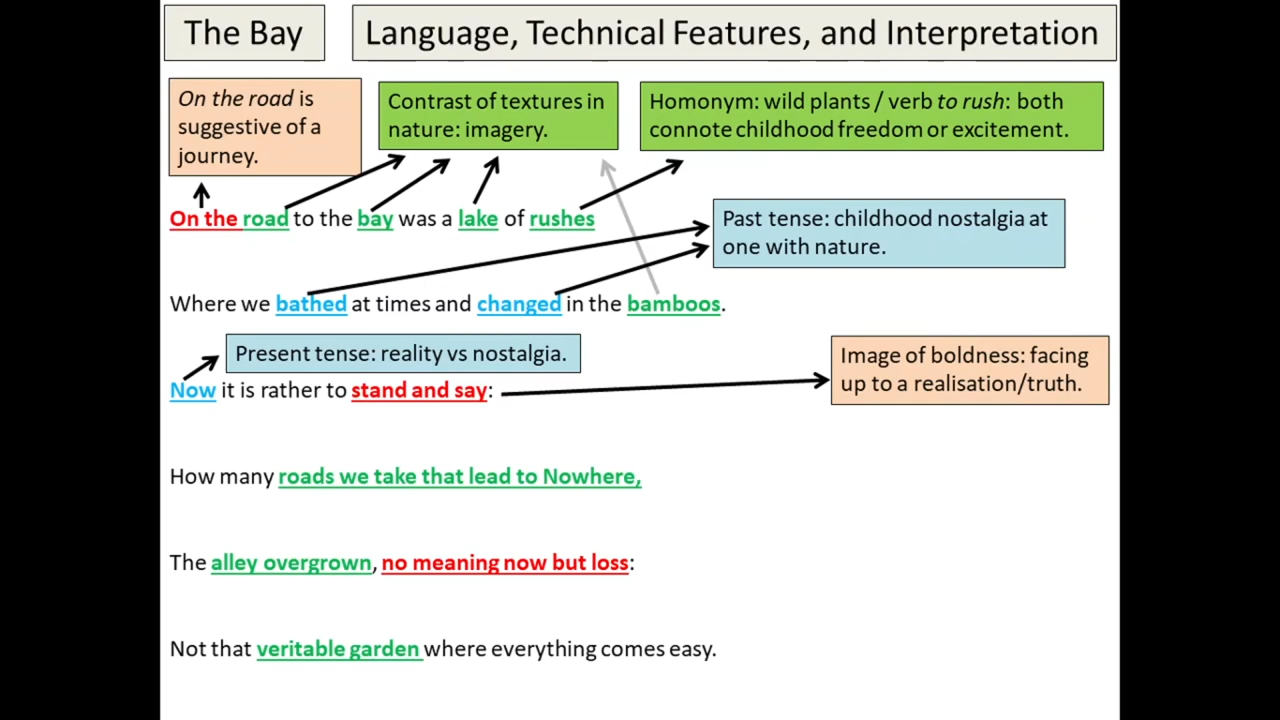 The Bay
Language, Technical Features, and Interpretation
On the road is
suggestive of a
journey.
Contrast of textures in
nature: imagery.
Homonym: wild plants / verb to rush: both
connote childhood freedom or excitement.
On the road to the bay was a lake of rushes
Past tense: childhood nostalgia at
one with nature.
Where we bathed at times and changed in the bamboos.
Present tense: reality vs nostalgia.
Image of boldness: facing
up to a realisation/truth.
Now it is rather to stand and say:
How many roads we take that lead to Nowhere,
The alley overgrown, no meaning now but loss:
Not that veritable garden where everything comes easy.